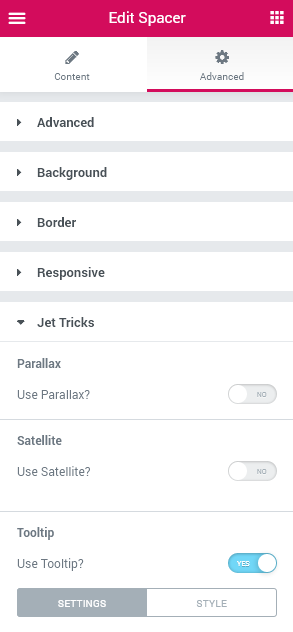 Edit Spacer
Content Advanced
Advanced
Background
Border
Responsive
Jet Tricks
Parallax
Use Parallax? NO
Satellite
Use Satellite? NO
Tooltip
Use Tooltip? YES
SETTINGS STYLE